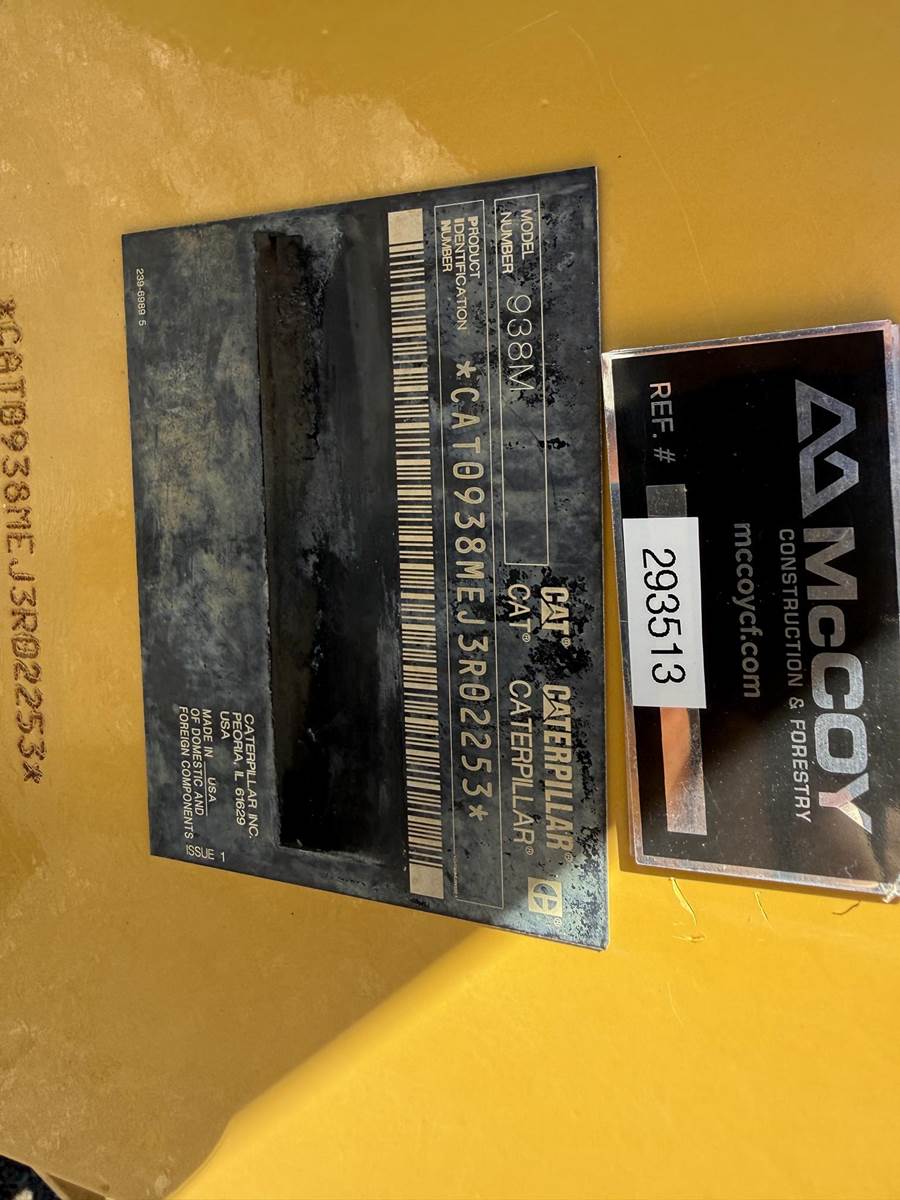 McCOY
CONSTRUCTION & FORESTRY
mccoycf.com
REF. #
293513
CAT® CATERPILLAR®
CAT® CATERPILLAR®
MODEL
NUMBER
938M
PRODUCT
IDENTIFICATION
NUMBER
*CAT0938MEJ3R02253*
CATERPILLAR INC.
PEORIA, IL 61629
USA
MADE IN USA
OF DOMESTIC AND
FOREIGN COMPONENTS
239-6989 5
ISSUE 1
*CAT0938MEJ3R02253*